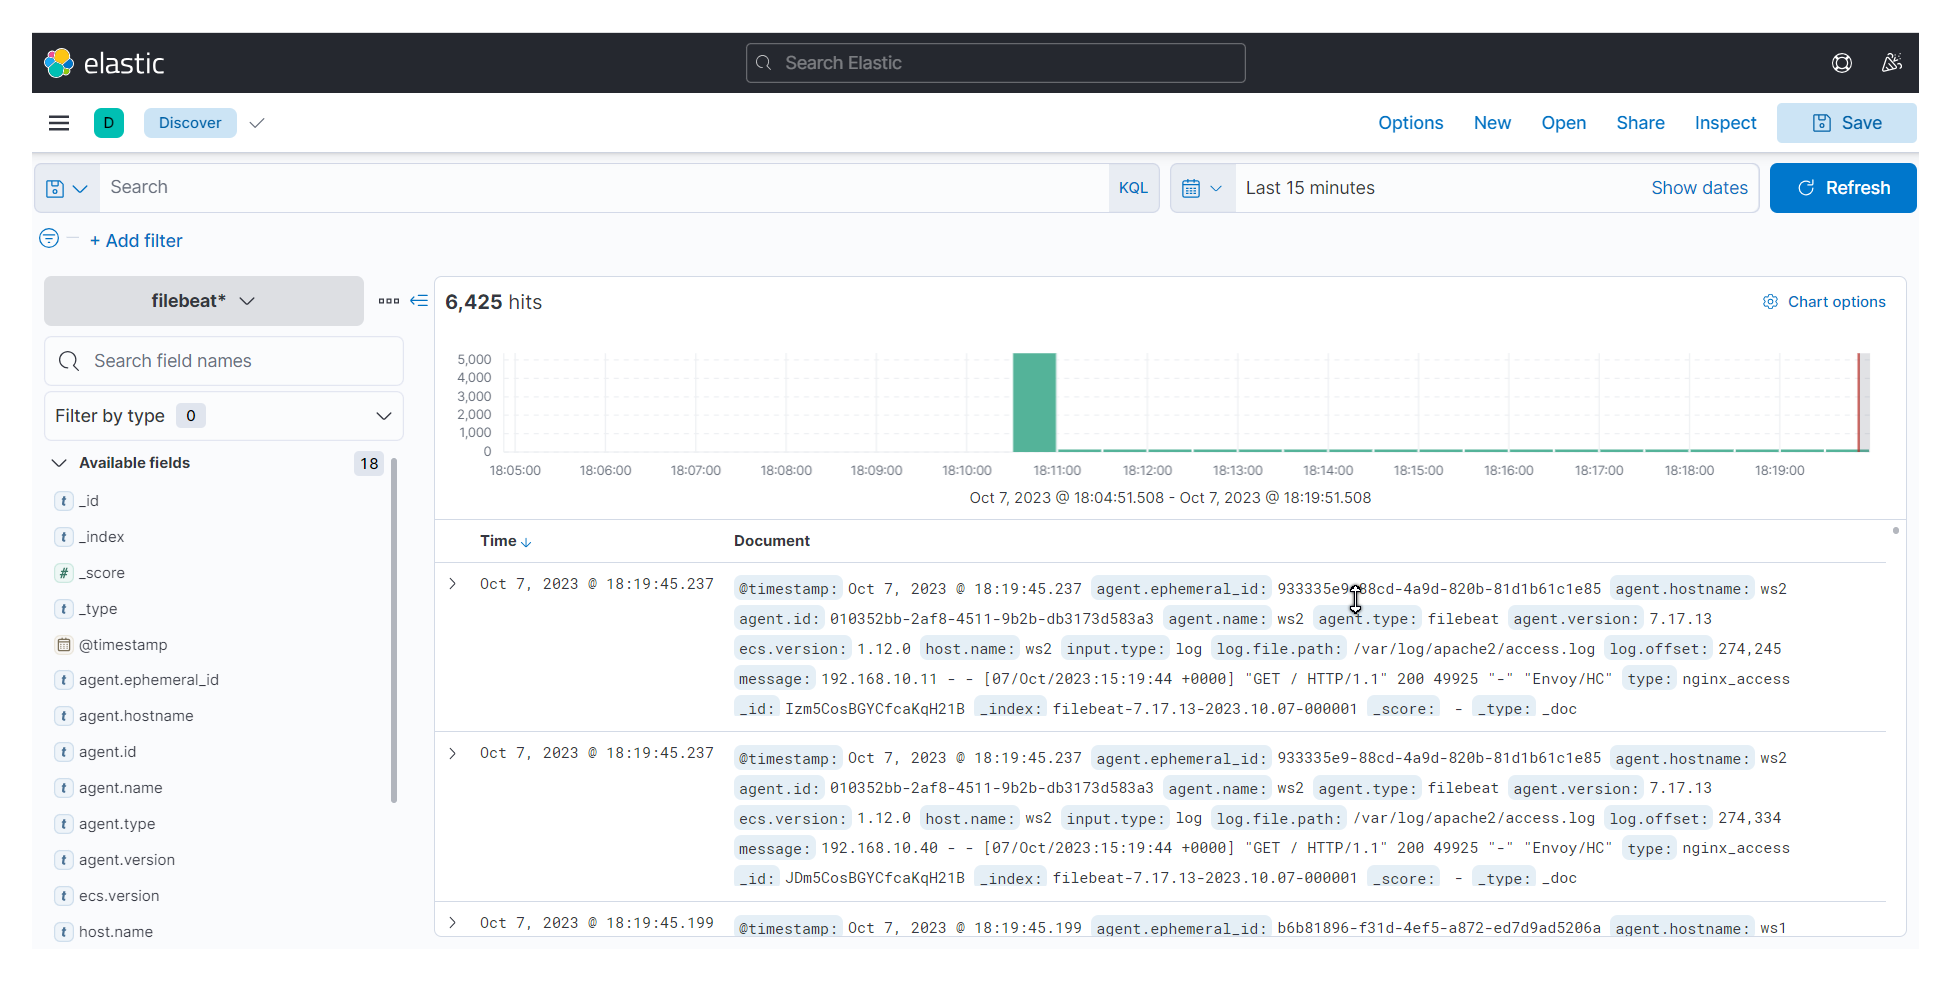 elastic
Search Elastic
D Discover
Options New Open Share Inspect Save
Search KQL
Last 15 minutes Show dates Refresh
+ Add filter
filebeat*
Search field names
Filter by type 0
Available fields 18
t _id
t _index
# _score
t _type
@timestamp
t agent.ephemeral_id
t agent.hostname
t agent.id
t agent.name
t agent.type
t agent.version
t ecs.version
t host.name
6,425 hits Chart options
5,000
4,000
3,000
2,000
1,000
0
18:05:00 18:06:00 18:07:00 18:08:00 18:09:00 18:10:00 18:11:00 18:12:00 18:13:00 18:14:00 18:15:00 18:16:00 18:17:00 18:18:00 18:19:00
Oct 7, 2023 @ 18:04:51.508 - Oct 7, 2023 @ 18:19:51.508
Time Document
Oct 7, 2023 @ 18:19:45.237 @timestamp: Oct 7, 2023 @ 18:19:45.237 agent.ephemeral_id: 933335e9-88cd-4a9d-820b-81d1b61c1e85 agent.hostname: ws2
agent.id: 010352bb-2af8-4511-9b2b-db3173d583a3 agent.name: ws2 agent.type: filebeat agent.version: 7.17.13
ecs.version: 1.12.0 host.name: ws2 input.type: log log.file.path: /var/log/apache2/access.log log.offset: 274,245
message: 192.168.10.11 - - [07/Oct/2023:15:19:44 +0000] "GET / HTTP/1.1" 200 49925 "-" "Envoy/HC" type: nginx_access
_id: Izm5CosBGYCfcaKqH21B _index: filebeat-7.17.13-2023.10.07-000001 _score: - _type: _doc
Oct 7, 2023 @ 18:19:45.237 @timestamp: Oct 7, 2023 @ 18:19:45.237 agent.ephemeral_id: 933335e9-88cd-4a9d-820b-81d1b61c1e85 agent.hostname: ws2
agent.id: 010352bb-2af8-4511-9b2b-db3173d583a3 agent.name: ws2 agent.type: filebeat agent.version: 7.17.13
ecs.version: 1.12.0 host.name: ws2 input.type: log log.file.path: /var/log/apache2/access.log log.offset: 274,334
message: 192.168.10.40 - - [07/Oct/2023:15:19:44 +0000] "GET / HTTP/1.1" 200 49925 "-" "Envoy/HC" type: nginx_access
_id: JDm5CosBGYCfcaKqH21B _index: filebeat-7.17.13-2023.10.07-000001 _score: - _type: _doc
Oct 7, 2023 @ 18:19:45.199 @timestamp: Oct 7, 2023 @ 18:19:45.199 agent.ephemeral_id: b6b81896-f31d-4ef5-a872-ed7d9ad5206a agent.hostname: ws1